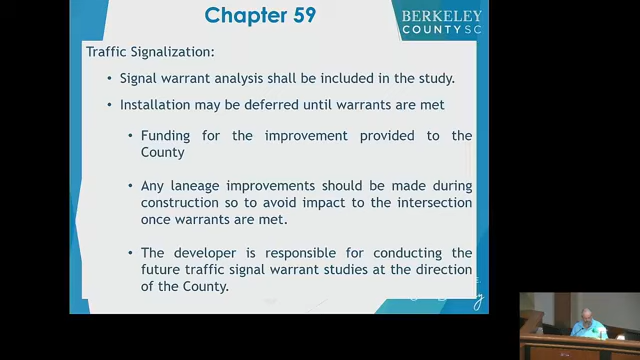 Chapter 59
BERKELEY
COUNTY SC
Traffic Signalization:
• Signal warrant analysis shall be included in the study.
• Installation may be deferred until warrants are met
• Funding for the improvement provided to the
County
• Any laneage improvements should be made during
construction so to avoid impact to the intersection
once warrants are met.
• The developer is responsible for conducting the
future traffic signal warrant studies at the direction
of the County.